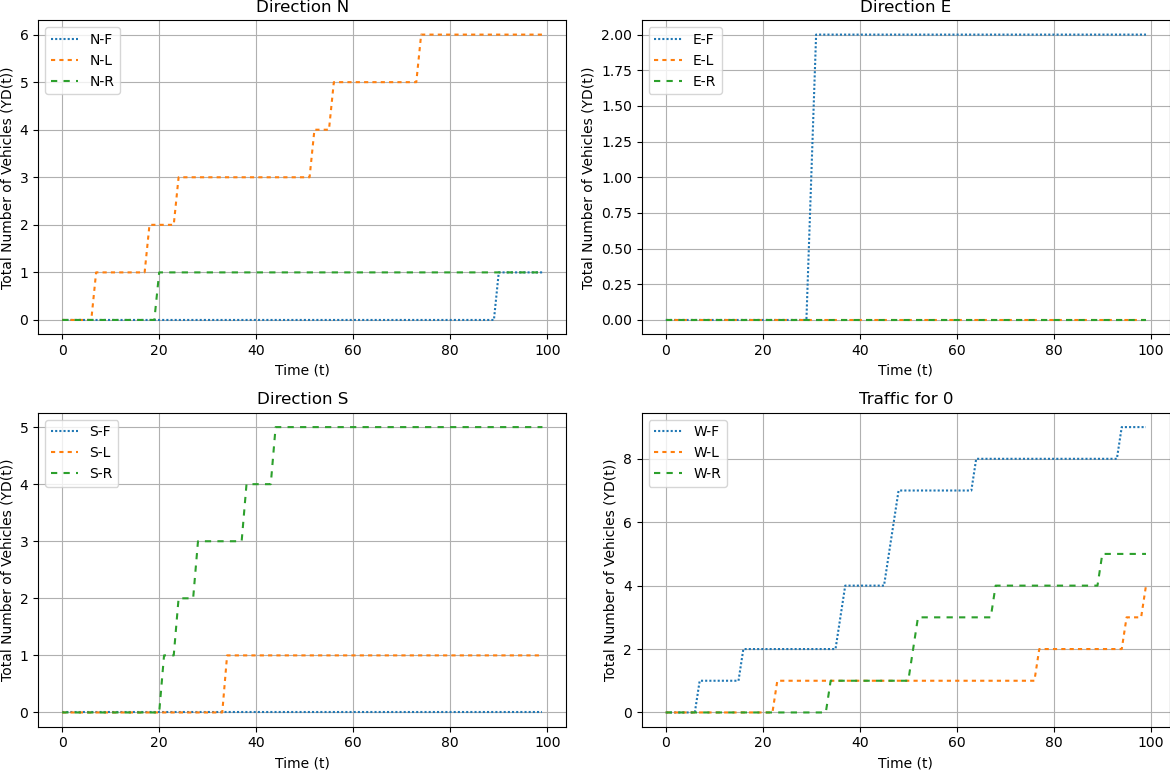 Direction N
Total Number of Vehicles (YD(t))
6
5
4
3
2
1
0
N-F
N-L
N-R
0 20 40 60 80 100
Time (t)
Direction E
Total Number of Vehicles (YD(t))
2.00
1.75
1.50
1.25
1.00
0.75
0.50
0.25
0.00
E-F
E-L
E-R
0 20 40 60 80 100
Time (t)
Direction S
Total Number of Vehicles (YD(t))
5
4
3
2
1
0
S-F
S-L
S-R
0 20 40 60 80 100
Time (t)
Traffic for 0
Total Number of Vehicles (YD(t))
8
6
4
2
0
W-F
W-L
W-R
0 20 40 60 80 100
Time (t)